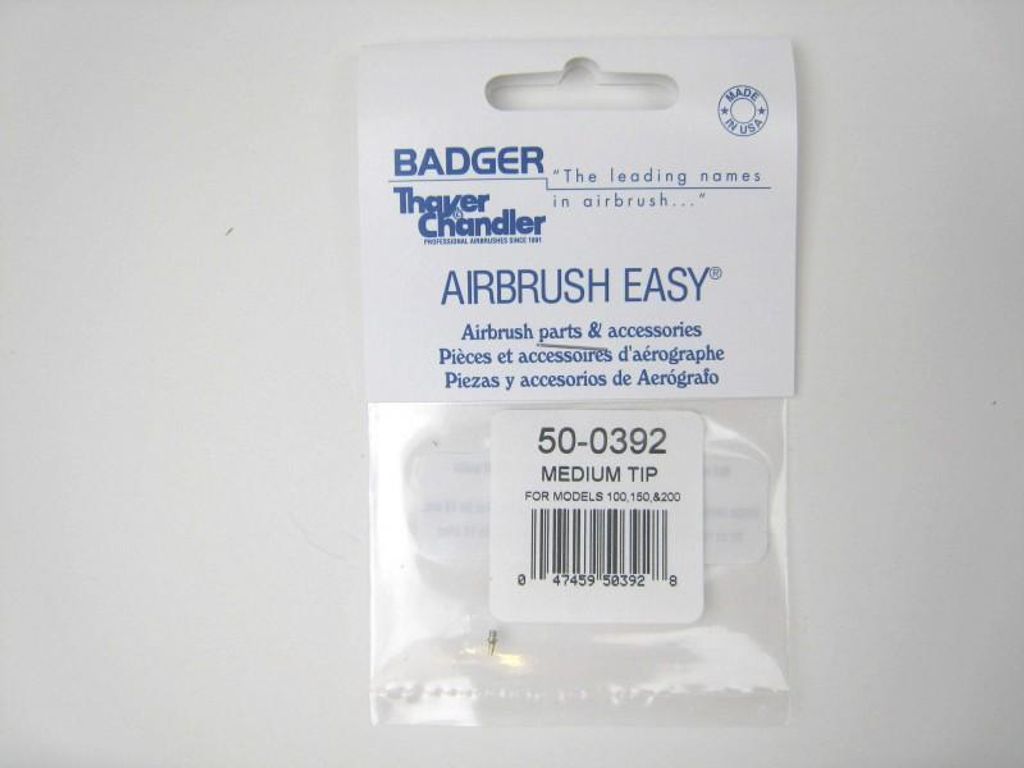 MADE IN USA
BADGER
"The leading names
in airbrush..."
Thayer
& Chandler
PROFESSIONAL AIRBRUSHES SINCE 1891
AIRBRUSH EASY®
Airbrush parts & accessories
Pièces et accessoires d'aérographe
Piezas y accesorios de Aerógrafo
50-0392
MEDIUM TIP
FOR MODELS 100,150,&200
0 47459 50392 8